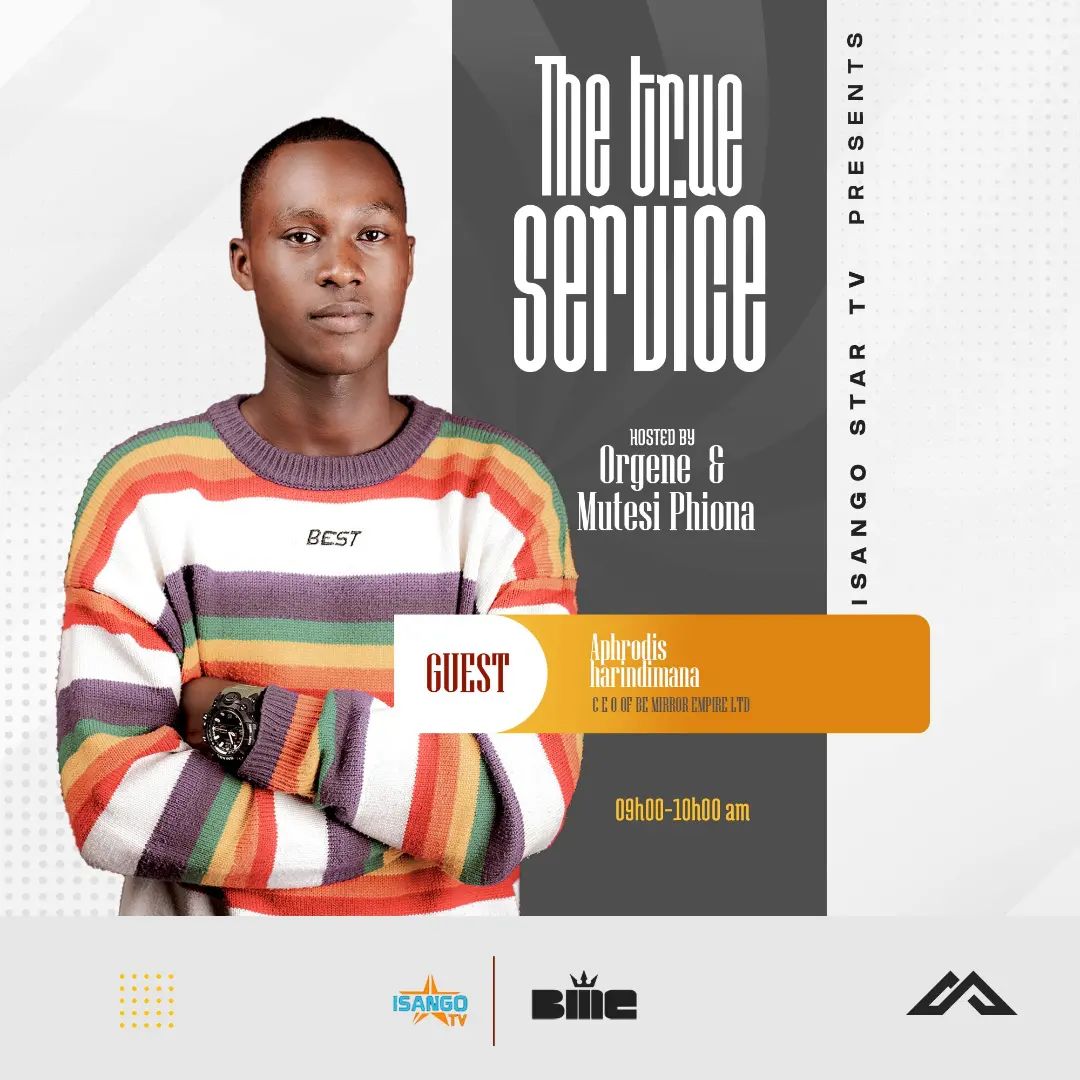 The true
service
ISANGO STAR TV PRESENTS
HOSTED BY
Orgene &
Mutesi Phiona
BEST
GUEST
Aphrodis
harindimana
C E O OF BE MIRROR EMPIRE LTD
09h00-10h00 am
ISANGO
TV
BME